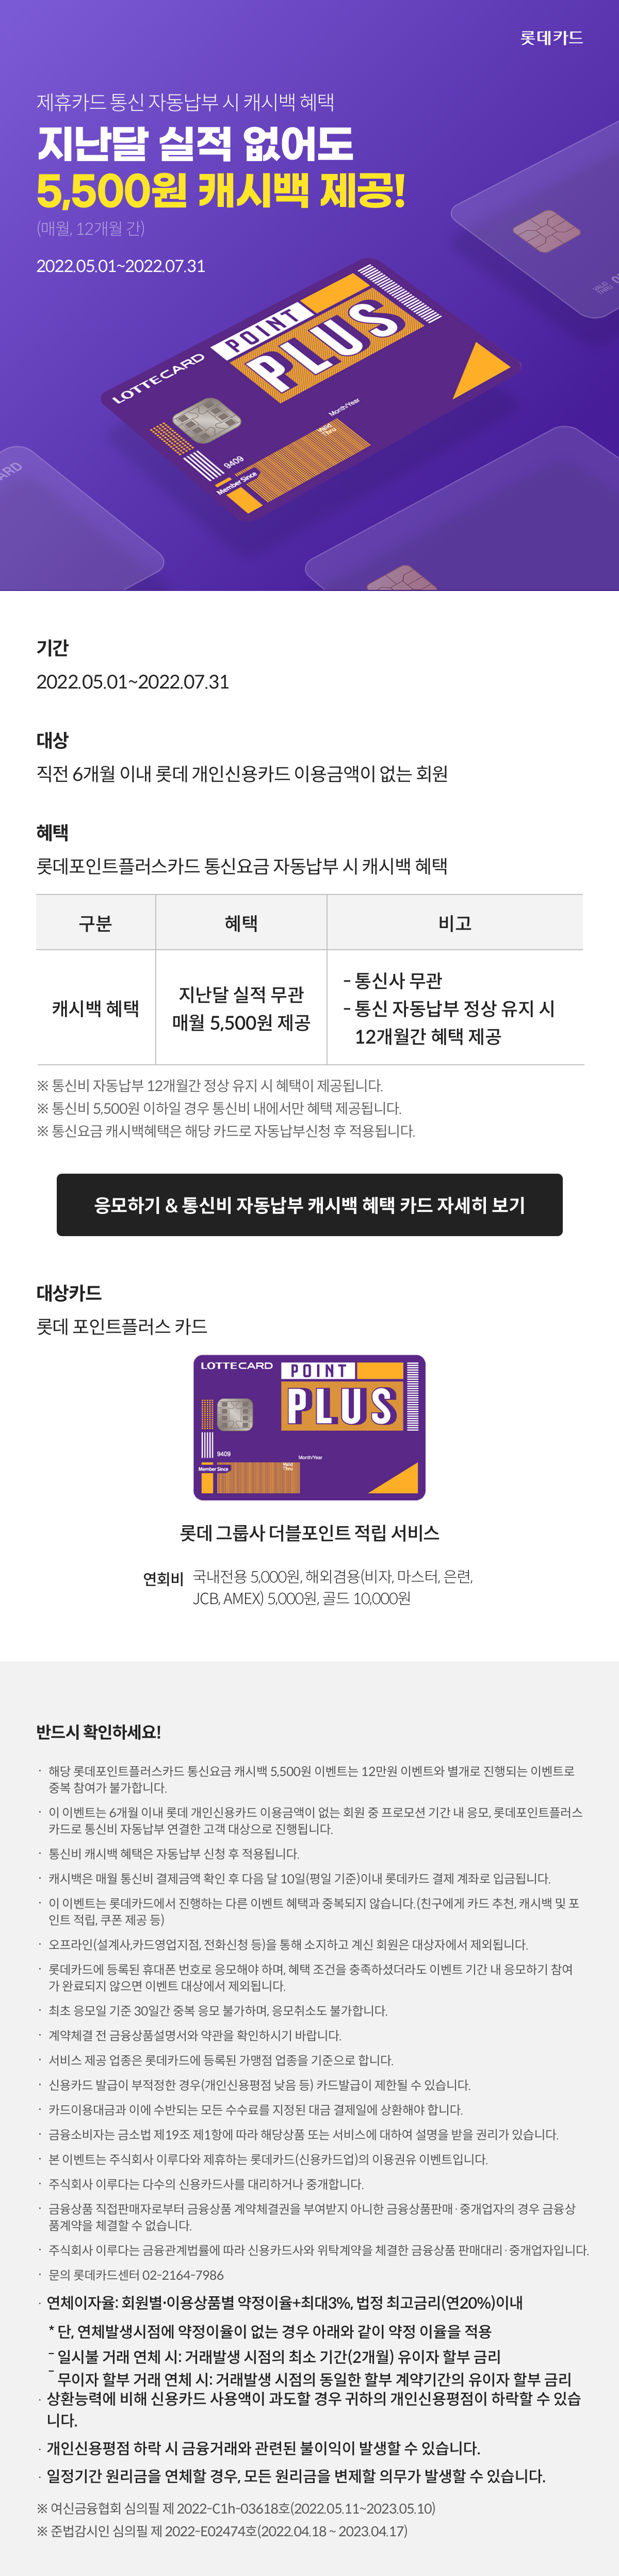 롯데카드
제휴카드 통신 자동납부 시 캐시백 혜택
지난달 실적 없어도
5,500원 캐시백 제공!
(매월, 12개월 간)
2022.05.01~2022.07.31
LOTTE CARD
POINT
PLUS
9409
Month/Year
Valid
Thru
Member Since
VALID
THRU
ARD
기간
2022.05.01~2022.07.31
대상
직전 6개월 이내 롯데 개인신용카드 이용금액이 없는 회원
혜택
롯데포인트플러스카드 통신요금 자동납부 시 캐시백 혜택
구분 혜택 비고
캐시백 혜택
지난달 실적 무관
매월 5,500원 제공
- 통신사 무관
- 통신 자동납부 정상 유지 시
12개월간 혜택 제공
※ 통신비 자동납부 12개월간 정상 유지 시 혜택이 제공됩니다.
※ 통신비 5,500원 이하일 경우 통신비 내에서만 혜택 제공됩니다.
※ 통신요금 캐시백혜택은 해당 카드로 자동납부신청 후 적용됩니다.
응모하기 & 통신비 자동납부 캐시백 혜택 카드 자세히 보기
대상카드
롯데 포인트플러스 카드
LOTTE CARD
POINT
PLUS
9409
Month/Year
Member Since
Valid
Thru
롯데 그룹사 더블포인트 적립 서비스
연회비 국내전용 5,000원, 해외겸용(비자, 마스터, 은련,
JCB, AMEX) 5,000원, 골드 10,000원
반드시 확인하세요!
· 해당 롯데포인트플러스카드 통신요금 캐시백 5,500원 이벤트는 12만원 이벤트와 별개로 진행되는 이벤트로
중복 참여가 불가합니다.
· 이 이벤트는 6개월 이내 롯데 개인신용카드 이용금액이 없는 회원 중 프로모션 기간 내 응모, 롯데포인트플러스
카드로 통신비 자동납부 연결한 고객 대상으로 진행됩니다.
· 통신비 캐시백 혜택은 자동납부 신청 후 적용됩니다.
· 캐시백은 매월 통신비 결제금액 확인 후 다음 달 10일(평일 기준)이내 롯데카드 결제 계좌로 입금됩니다.
· 이 이벤트는 롯데카드에서 진행하는 다른 이벤트 혜택과 중복되지 않습니다.(친구에게 카드 추천, 캐시백 및 포
인트 적립, 쿠폰 제공 등)
· 오프라인(설계사,카드영업지점, 전화신청 등)을 통해 소지하고 계신 회원은 대상자에서 제외됩니다.
· 롯데카드에 등록된 휴대폰 번호로 응모해야 하며, 혜택 조건을 충족하셨더라도 이벤트 기간 내 응모하기 참여
가 완료되지 않으면 이벤트 대상에서 제외됩니다.
· 최초 응모일 기준 30일간 중복 응모 불가하며, 응모취소도 불가합니다.
· 계약체결 전 금융상품설명서와 약관을 확인하시기 바랍니다.
· 서비스 제공 업종은 롯데카드에 등록된 가맹점 업종을 기준으로 합니다.
· 신용카드 발급이 부적정한 경우(개인신용평점 낮음 등) 카드발급이 제한될 수 있습니다.
· 카드이용대금과 이에 수반되는 모든 수수료를 지정된 대금 결제일에 상환해야 합니다.
· 금융소비자는 금소법 제19조 제1항에 따라 해당상품 또는 서비스에 대하여 설명을 받을 권리가 있습니다.
· 본 이벤트는 주식회사 이루다와 제휴하는 롯데카드(신용카드업)의 이용권유 이벤트입니다.
· 주식회사 이루다는 다수의 신용카드사를 대리하거나 중개합니다.
· 금융상품 직접판매자로부터 금융상품 계약체결권을 부여받지 아니한 금융상품판매·중개업자의 경우 금융상
품계약을 체결할 수 없습니다.
· 주식회사 이루다는 금융관계법률에 따라 신용카드사와 위탁계약을 체결한 금융상품 판매대리·중개업자입니다.
· 문의 롯데카드센터 02-2164-7986
· 연체이자율: 회원별·이용상품별 약정이율+최대3%, 법정 최고금리(연20%)이내
* 단, 연체발생시점에 약정이율이 없는 경우 아래와 같이 약정 이율을 적용
- 일시불 거래 연체 시: 거래발생 시점의 최소 기간(2개월) 유이자 할부 금리
- 무이자 할부 거래 연체 시: 거래발생 시점의 동일한 할부 계약기간의 유이자 할부 금리
· 상환능력에 비해 신용카드 사용액이 과도할 경우 귀하의 개인신용평점이 하락할 수 있습
니다.
· 개인신용평점 하락 시 금융거래와 관련된 불이익이 발생할 수 있습니다.
· 일정기간 원리금을 연체할 경우, 모든 원리금을 변제할 의무가 발생할 수 있습니다.
※ 여신금융협회 심의필 제 2022-C1h-03618호(2022.05.11~2023.05.10)
※ 준법감시인 심의필 제 2022-E02474호(2022.04.18 ~ 2023.04.17)